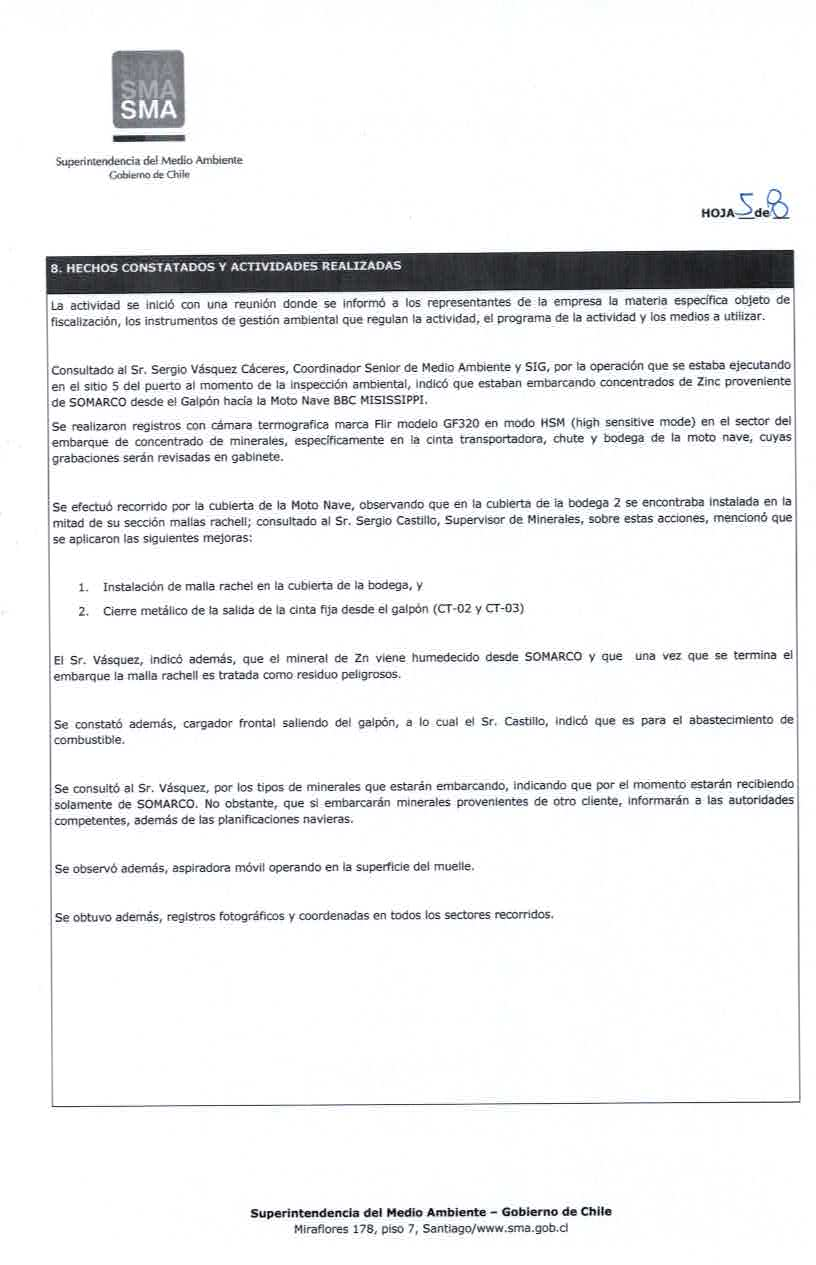 SMA
SMA
SMA
Superintendencia del Medio Ambiente
Gobierno de Chile
HOJA 5 de 8
8. HECHOS CONSTATADOS Y ACTIVIDADES REALIZADAS
La actividad se inició con una reunión donde se informó a los representantes de la empresa la materia específica objeto de
fiscalización, los instrumentos de gestión ambiental que regulan la actividad, el programa de la actividad y los medios a utilizar.
Consultado al Sr. Sergio Vásquez Cáceres, Coordinador Senior de Medio Ambiente y SIG, por la operación que se estaba ejecutando
en el sitio 5 del puerto al momento de la inspección ambiental, indicó que estaban embarcando concentrados de Zinc proveniente
de SOMARCO desde el Galpón hacía la Moto Nave BBC MISISSIPPI.
Se realizaron registros con cámara termografica marca Flir modelo GF320 en modo HSM (high sensitive mode) en el sector del
embarque de concentrado de minerales, específicamente en la cinta transportadora, chute y bodega de la moto nave, cuyas
grabaciones serán revisadas en gabinete.
Se efectuó recorrido por la cubierta de la Moto Nave, observando que en la cubierta de la bodega 2 se encontraba instalada en la
mitad de su sección mallas rachell; consultado al Sr. Sergio Castillo, Supervisor de Minerales, sobre estas acciones, mencionó que
se aplicaron las siguientes mejoras:
1. Instalación de malla rachel en la cubierta de la bodega, y
2. Cierre metálico de la salida de la cinta fija desde el galpón (CT-02 y CT-03)
El Sr. Vásquez, indicó además, que el mineral de Zn viene humedecido desde SOMARCO y que una vez que se termina el
embarque la malla rachell es tratada como residuo peligrosos.
Se constató además, cargador frontal saliendo del galpón, a lo cual el Sr. Castillo, indicó que es para el abastecimiento de
combustible.
Se consultó al Sr. Vásquez, por los tipos de minerales que estarán embarcando, indicando que por el momento estarán recibiendo
solamente de SOMARCO. No obstante, que si embarcarán minerales provenientes de otro cliente, informarán a las autoridades
competentes, además de las planificaciones navieras.
Se observó además, aspiradora móvil operando en la superficie del muelle.
Se obtuvo además, registros fotográficos y coordenadas en todos los sectores recorridos.
Superintendencia del Medio Ambiente – Gobierno de Chile
Miraflores 178, piso 7, Santiago/www.sma.gob.cl